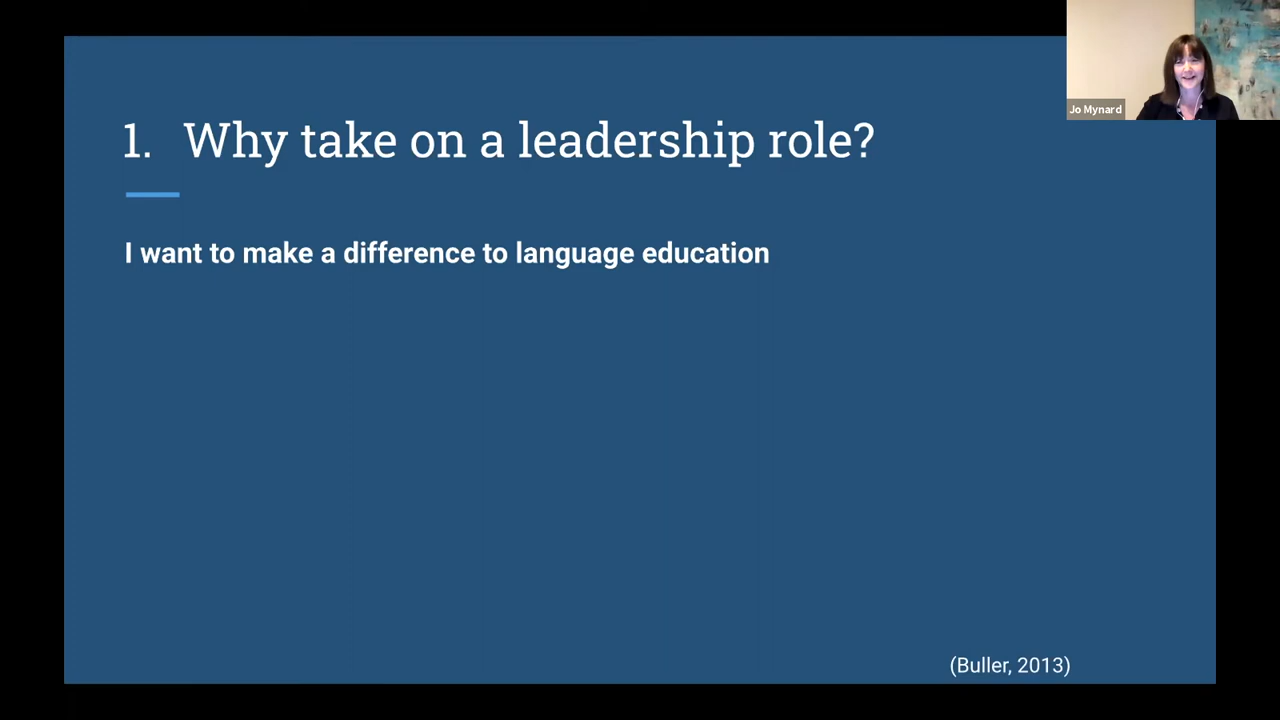 1. Why take on a leadership role?
I want to make a difference to language education
(Buller, 2013)
Jo Mynard